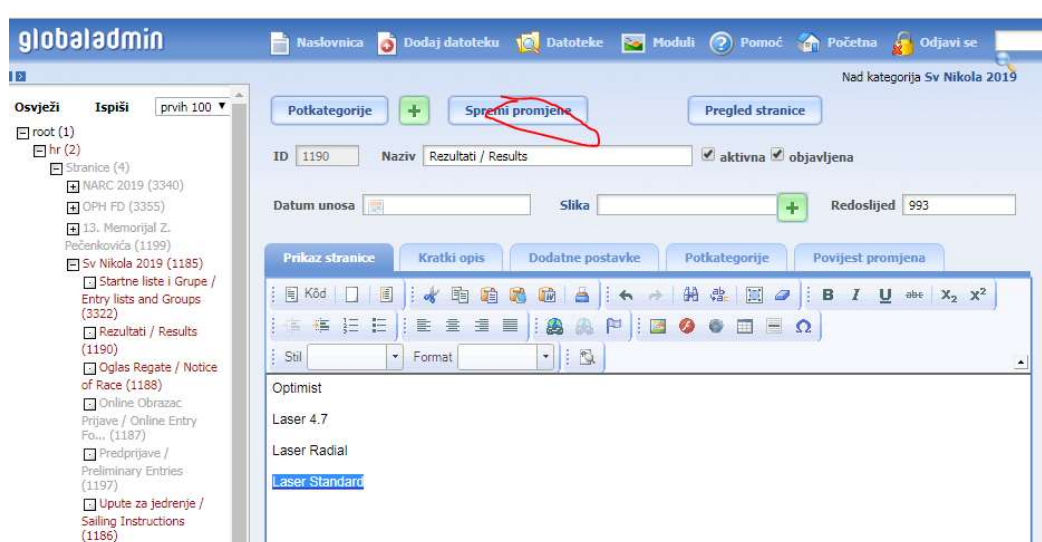 globaladmin
Naslovnica Dodaj datoteku Datoteke Moduli Pomoć Početna Odjavi se
Nad kategorija Sv Nikola 2019
Osvježi Ispiši prvih 100
root (1)
hr (2)
Stranice (4)
NARC 2019 (3340)
OPH FD (3355)
13. Memorijal Z.
Pečenkovića (1199)
Sv Nikola 2019 (1185)
Startne liste i Grupe /
Entry lists and Groups
(3322)
Rezultati / Results
(1190)
Oglas Regate / Notice
of Race (1188)
Online Obrazac
Prijave / Online Entry
Fo... (1187)
Predprijave /
Preliminary Entries
(1197)
Upute za jedrenje /
Sailing Instructions
(1186)
Potkategorije + Spremi promjene Pregled stranice
ID 1190 Naziv Rezultati / Results aktivna objavljena
Datum unosa Slika + Redoslijed 993
Prikaz stranice Kratki opis Dodatne postavke Potkategorije Povijest promjena
Kôd B I U abc X₂ X²
Stil Format
Optimist
Laser 4.7
Laser Radial
Laser Standard